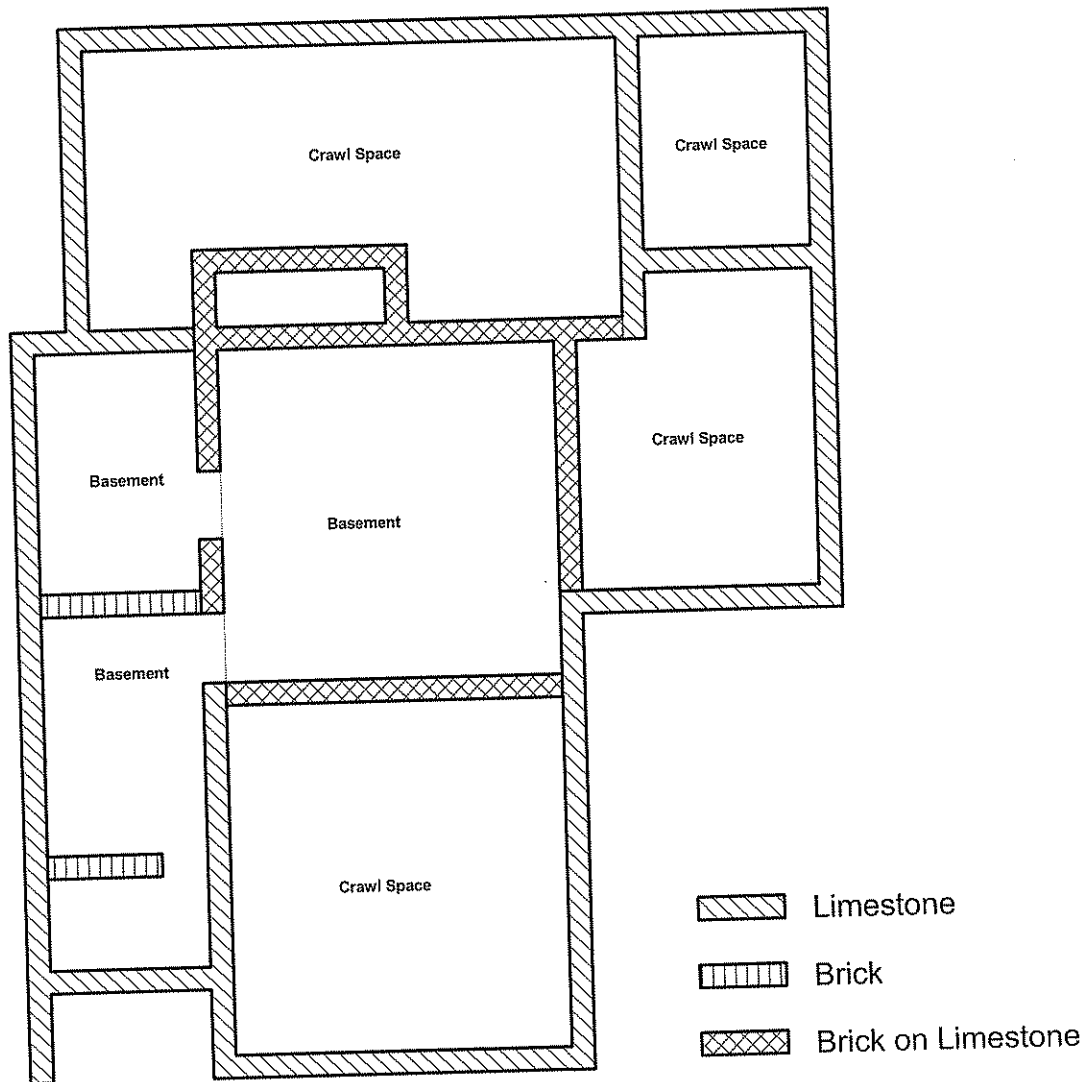 Crawl Space
Crawl Space
Crawl Space
Basement
Basement
Basement
Crawl Space
Limestone
Brick
Brick on Limestone